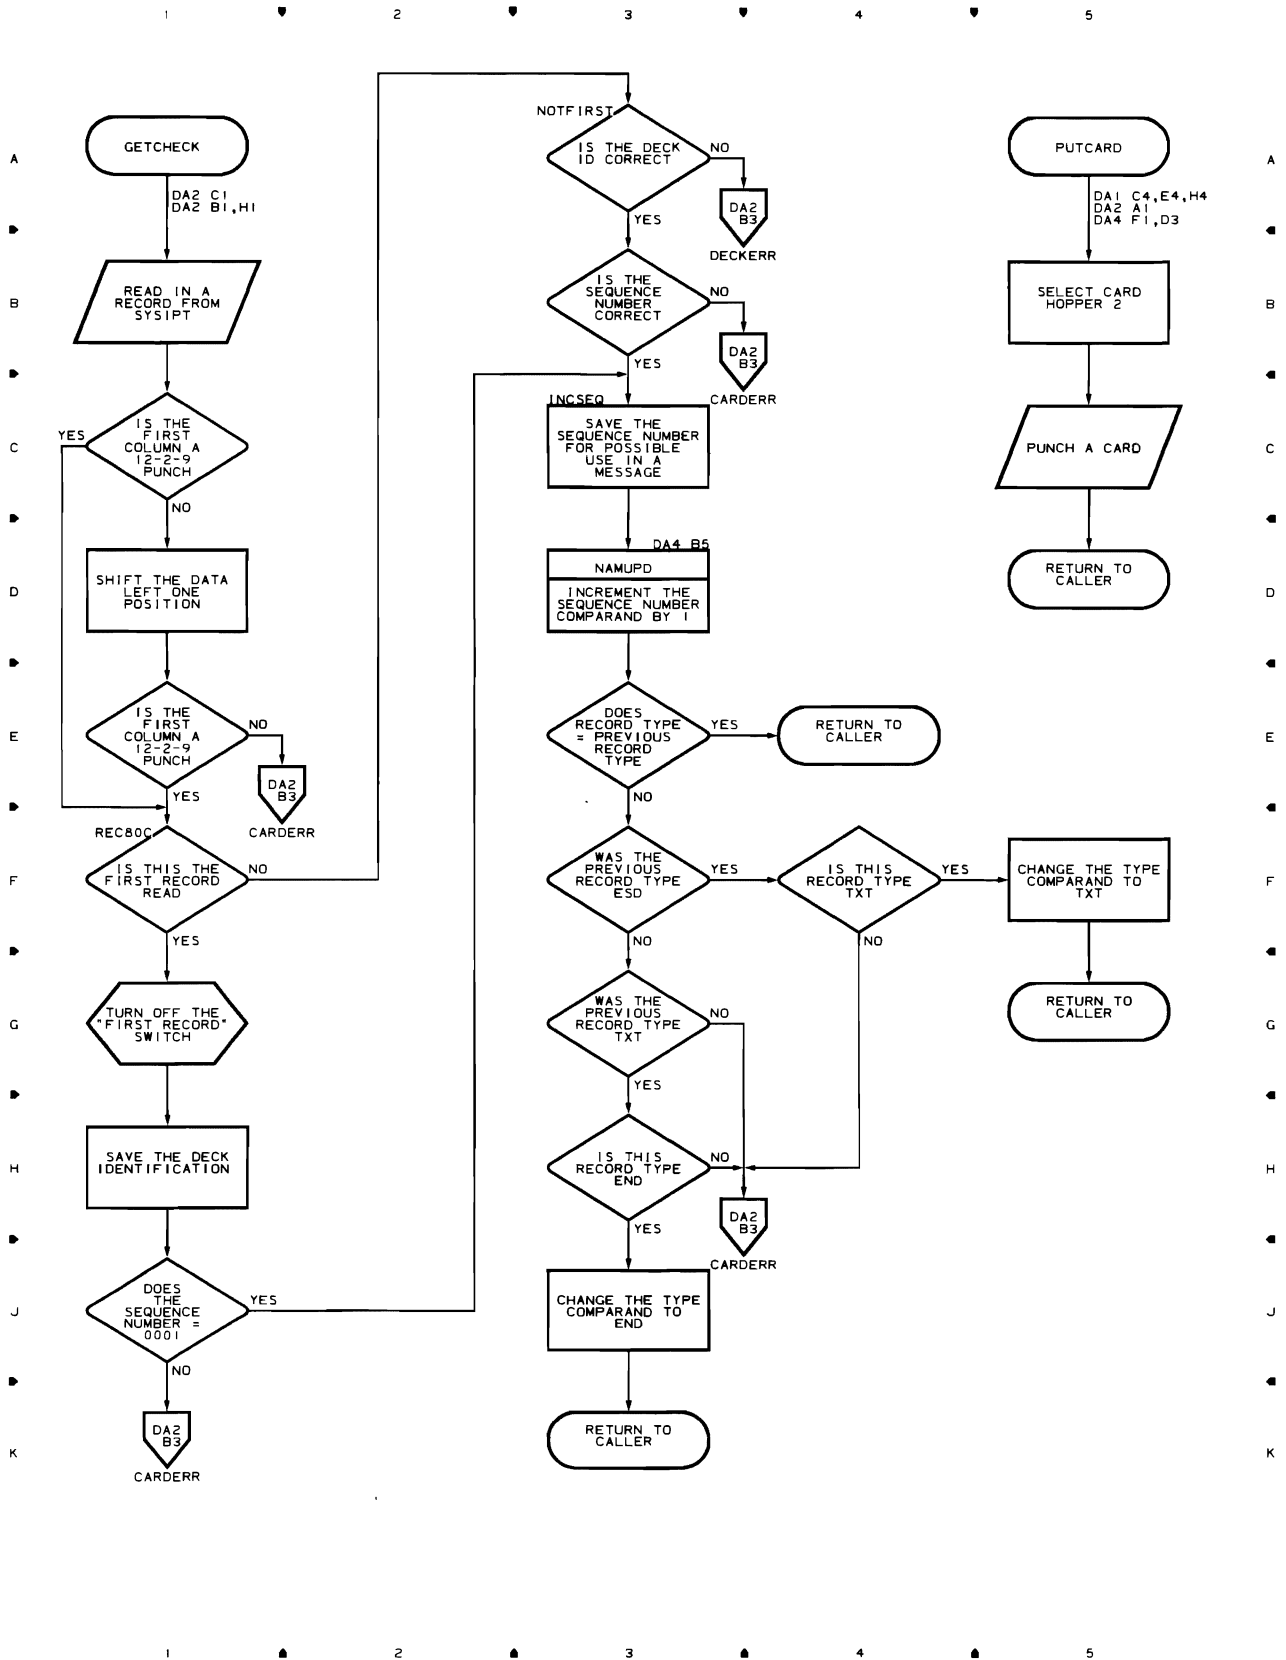 1 2 3 4 5
A
GETCHECK
DA2 C1
DA2 B1,H1
B
READ IN A
RECORD FROM
SYSIPT
C
YES
IS THE
FIRST
COLUMN A
12-2-9
PUNCH
NO
D
SHIFT THE DATA
LEFT ONE
POSITION
E
IS THE
FIRST
COLUMN A
12-2-9
PUNCH
NO
DA2
B3
CARDERR
YES
REC80C
F
IS THIS THE
FIRST RECORD
READ
NO
YES
G
TURN OFF THE
"FIRST RECORD"
SWITCH
H
SAVE THE DECK
IDENTIFICATION
J
DOES
THE
SEQUENCE
NUMBER =
0001
YES
NO
K
DA2
B3
CARDERR
NOTFIRST
IS THE DECK
ID CORRECT
NO
DA2
B3
DECKERR
YES
IS THE
SEQUENCE
NUMBER
CORRECT
NO
DA2
B3
CARDERR
YES
INCSEQ
SAVE THE
SEQUENCE NUMBER
FOR POSSIBLE
USE IN A
MESSAGE
DA4 B5
NAMUPD
INCREMENT THE
SEQUENCE NUMBER
COMPARAND BY 1
DOES
RECORD TYPE
= PREVIOUS
RECORD
TYPE
YES
RETURN TO
CALLER
NO
WAS THE
PREVIOUS
RECORD TYPE
ESD
YES
IS THIS
RECORD TYPE
TXT
YES
CHANGE THE TYPE
COMPARAND TO
TXT
NO
NO
RETURN TO
CALLER
WAS THE
PREVIOUS
RECORD TYPE
TXT
NO
YES
IS THIS
RECORD TYPE
END
NO
DA2
B3
CARDERR
YES
CHANGE THE TYPE
COMPARAND TO
END
RETURN TO
CALLER
PUTCARD
DA1 C4,E4,H4
DA2 A1
DA4 F1,D3
SELECT CARD
HOPPER 2
PUNCH A CARD
RETURN TO
CALLER
A
B
C
D
E
F
G
H
J
K
1 2 3 4 5